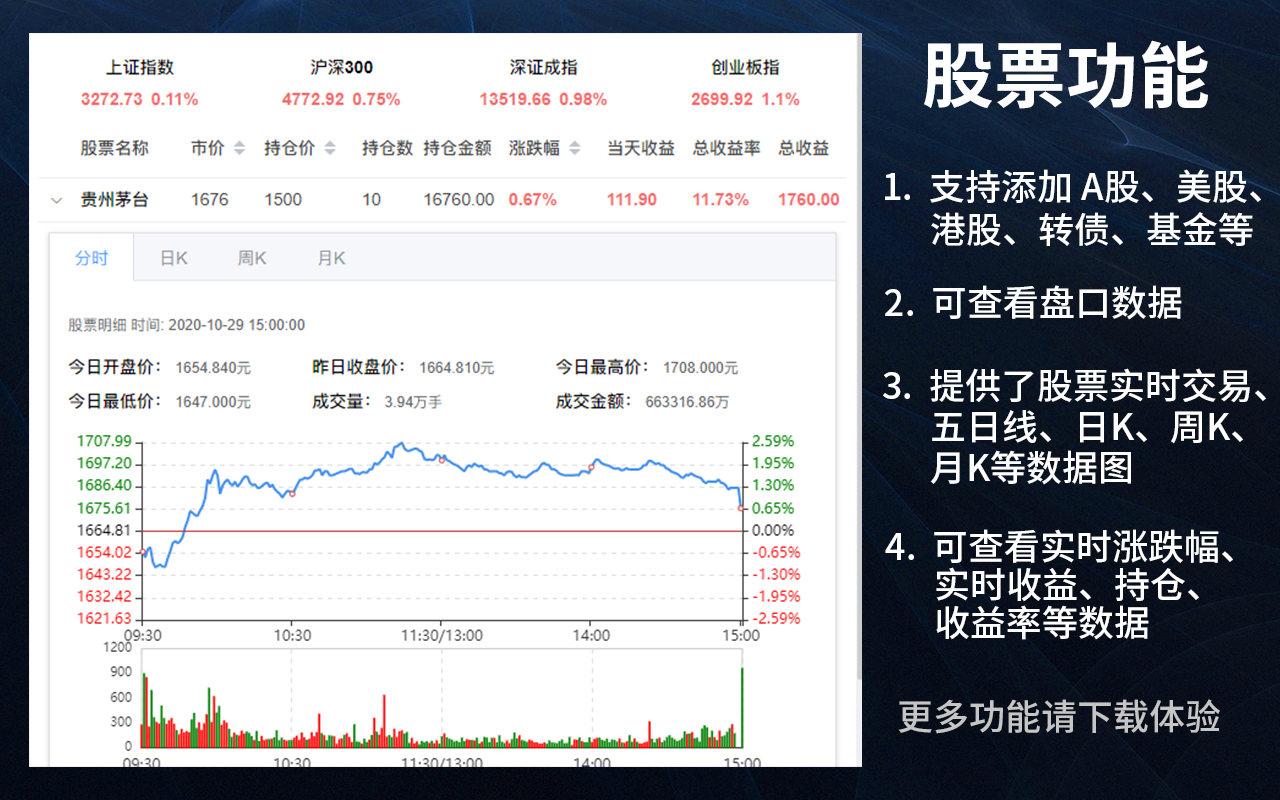 上证指数 沪深300 深证成指 创业板指
3272.73 0.11% 4772.92 0.75% 13519.66 0.98% 2699.92 1.1%
股票名称 市价 持仓价 持仓数 持仓金额 涨跌幅 当天收益 总收益率 总收益
贵州茅台 1676 1500 10 16760.00 0.67% 111.90 11.73% 1760.00
分时 日K 周K 月K
股票明细 时间: 2020-10-29 15:00:00
今日开盘价： 1654.840元 昨日收盘价： 1664.810元 今日最高价： 1708.000元
今日最低价： 1647.000元 成交量： 3.94万手 成交金额： 663316.86万
1707.99 2.59%
1697.20 1.95%
1686.40 1.30%
1675.61 0.65%
1664.81 0.00%
1654.02 -0.65%
1643.22 -1.30%
1632.42 -1.95%
1621.63 -2.59%
09:30 10:30 11:30/13:00 14:00 15:00
1200
900
600
300
0
09:30 10:30 11:30/13:00 14:00 15:00
股票功能
1. 支持添加 A股、美股、
港股、转债、基金等
2. 可查看盘口数据
3. 提供了股票实时交易、
五日线、日K、周K、
月K等数据图
4. 可查看实时涨跌幅、
实时收益、持仓、
收益率等数据
更多功能请下载体验